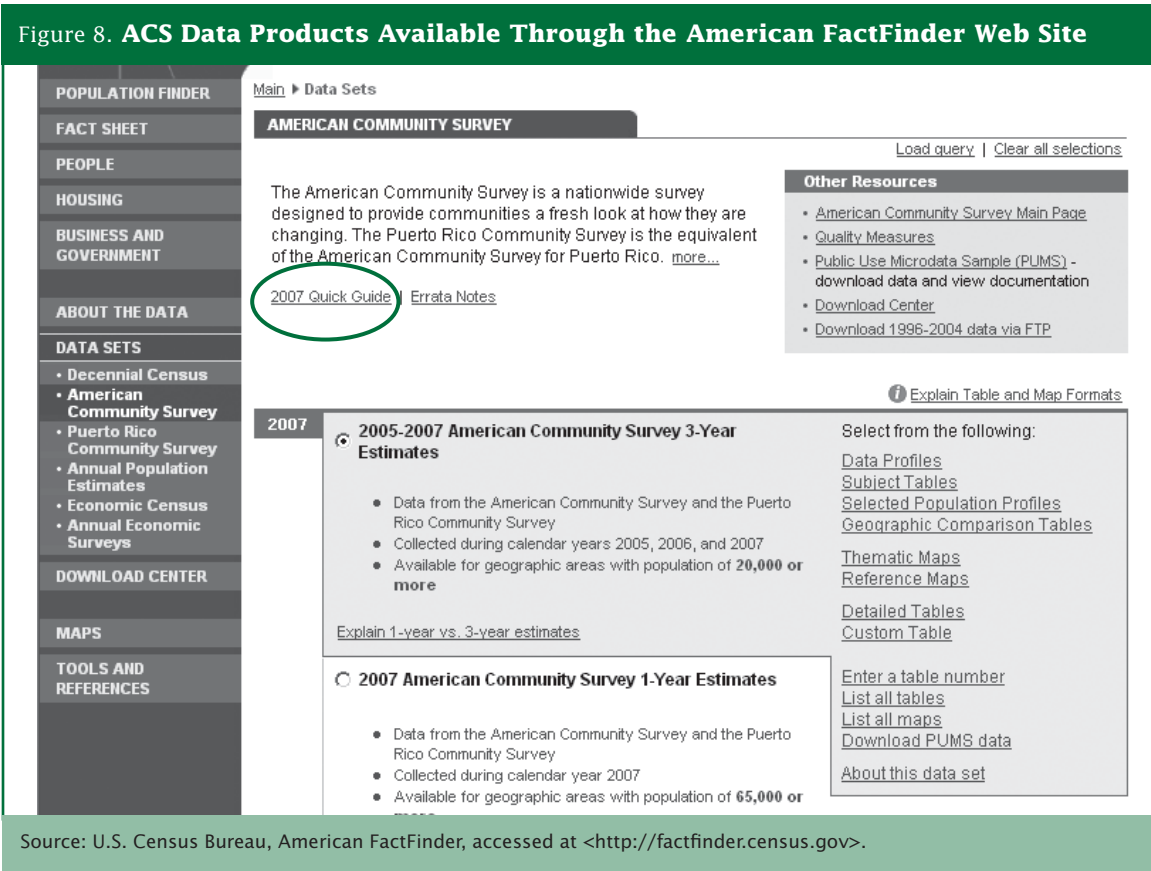 Figure 8. ACS Data Products Available Through the American FactFinder Web Site
POPULATION FINDER
FACT SHEET
PEOPLE
HOUSING
BUSINESS AND
GOVERNMENT
ABOUT THE DATA
DATA SETS
• Decennial Census
• American
Community Survey
• Puerto Rico
Community Survey
• Annual Population
Estimates
• Economic Census
• Annual Economic
Surveys
DOWNLOAD CENTER
MAPS
TOOLS AND
REFERENCES
Main ▶ Data Sets
AMERICAN COMMUNITY SURVEY
Load query | Clear all selections
The American Community Survey is a nationwide survey
designed to provide communities a fresh look at how they are
changing. The Puerto Rico Community Survey is the equivalent
of the American Community Survey for Puerto Rico. more...
2007 Quick Guide | Errata Notes
Other Resources
• American Community Survey Main Page
• Quality Measures
• Public Use Microdata Sample (PUMS) -
download data and view documentation
• Download Center
• Download 1996-2004 data via FTP
Explain Table and Map Formats
2007
2005-2007 American Community Survey 3-Year
Estimates
• Data from the American Community Survey and the Puerto
Rico Community Survey
• Collected during calendar years 2005, 2006, and 2007
• Available for geographic areas with population of 20,000 or
more
Explain 1-year vs. 3-year estimates
2007 American Community Survey 1-Year Estimates
• Data from the American Community Survey and the Puerto
Rico Community Survey
• Collected during calendar year 2007
• Available for geographic areas with population of 65,000 or
Select from the following:
Data Profiles
Subject Tables
Selected Population Profiles
Geographic Comparison Tables
Thematic Maps
Reference Maps
Detailed Tables
Custom Table
Enter a table number
List all tables
List all maps
Download PUMS data
About this data set
Source: U.S. Census Bureau, American FactFinder, accessed at <http://factfinder.census.gov>.